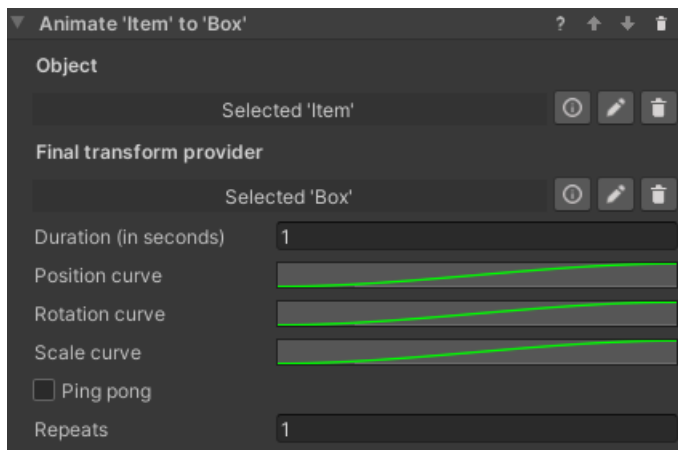 Animate 'Item' to 'Box' ?
Object
Selected 'Item'
Final transform provider
Selected 'Box'
Duration (in seconds) 1
Position curve
Rotation curve
Scale curve
Ping pong
Repeats 1